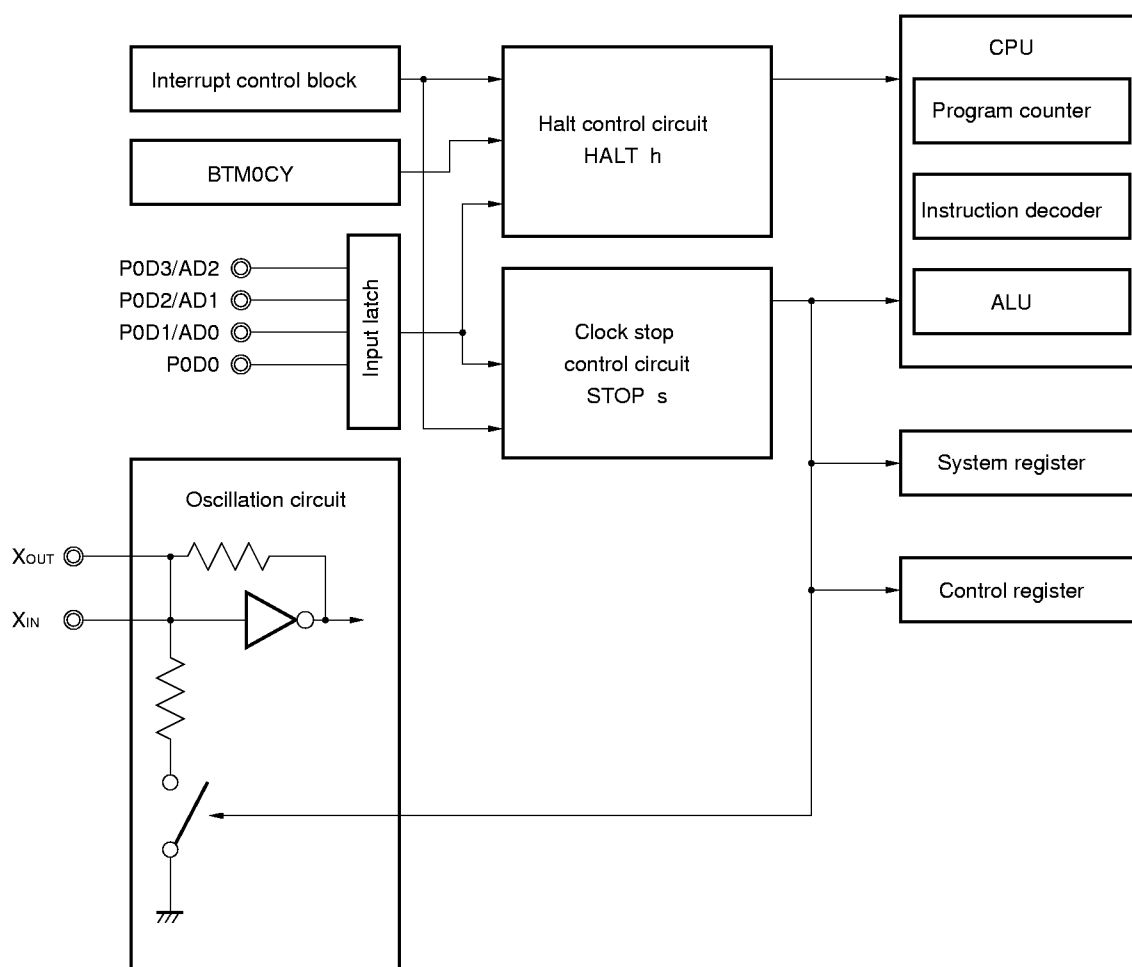 CPU
Interrupt control block
Halt control circuit
HALT h
Program counter
BTM0CY
Instruction decoder
P0D3/AD2
P0D2/AD1
P0D1/AD0
P0D0
Input latch
Clock stop
control circuit
STOP s
ALU
System register
Oscillation circuit
XOUT
XIN
Control register